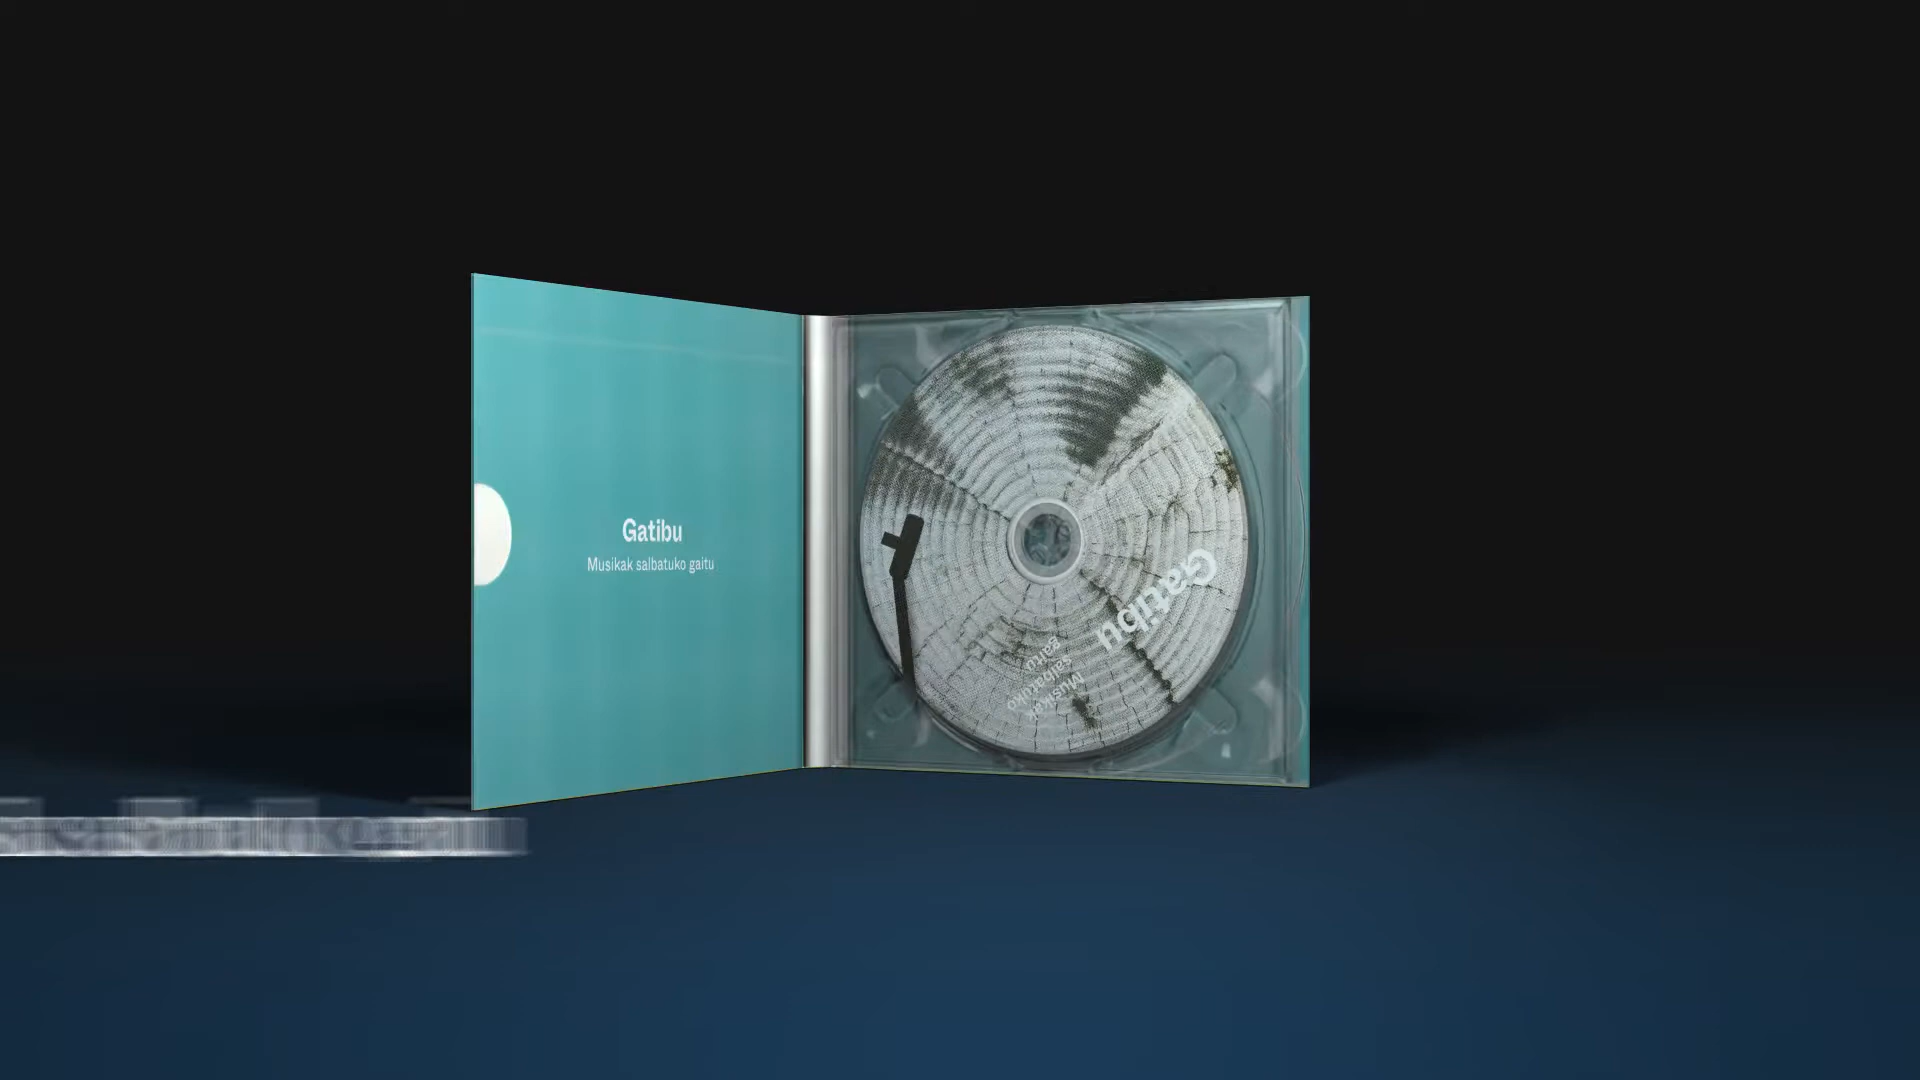 Gatibu
Musikak salbatuko gaitu
Gatibu
Musikak
salbatuko
gaitu